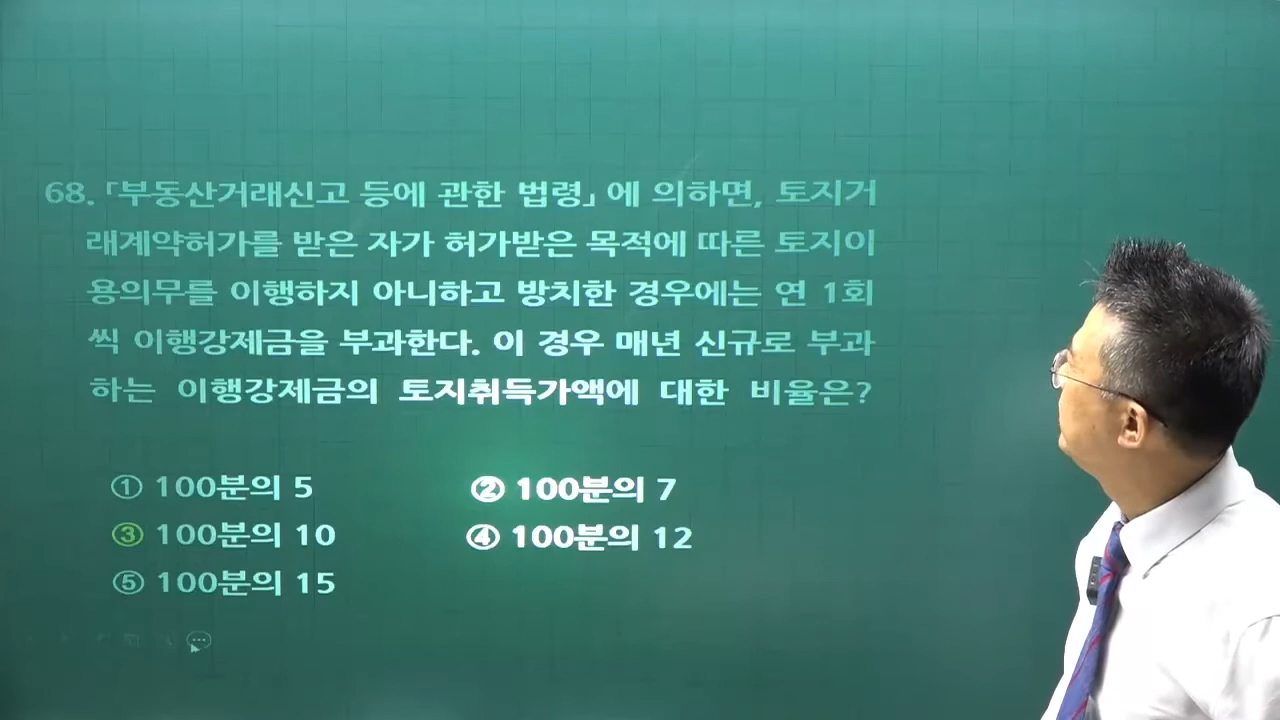 68. 「부동산거래신고 등에 관한 법령」에 의하면, 토지거
래계약허가를 받은 자가 허가받은 목적에 따른 토지이
용의무를 이행하지 아니하고 방치한 경우에는 연 1회
씩 이행강제금을 부과한다. 이 경우 매년 신규로 부과
하는 이행강제금의 토지취득가액에 대한 비율은?
① 100분의 5 ② 100분의 7
③ 100분의 10 ④ 100분의 12
⑤ 100분의 15